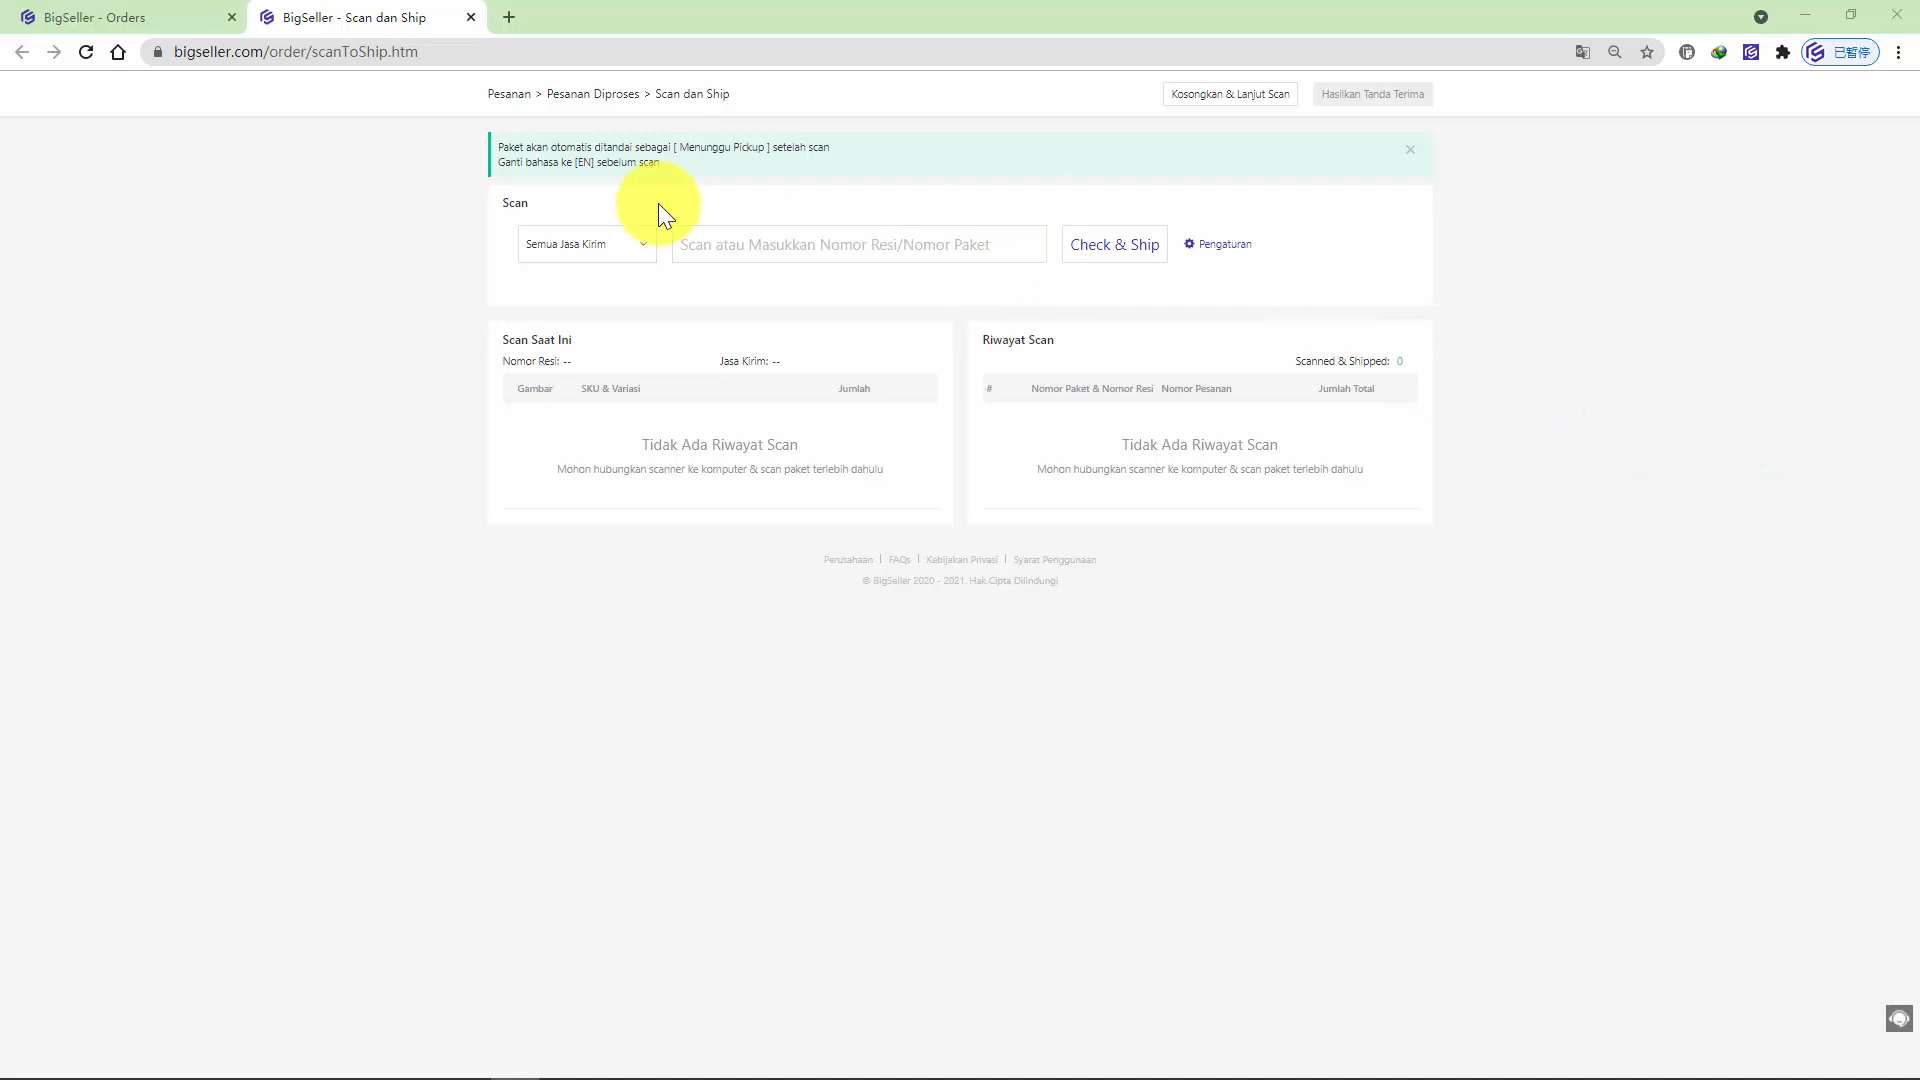 BigSeller - Orders
BigSeller - Scan dan Ship
bigseller.com/order/scanToShip.htm
已暂停
Pesanan > Pesanan Diproses > Scan dan Ship
Kosongkan & Lanjut Scan
Hasilkan Tanda Terima
Paket akan otomatis ditandai sebagai [ Menunggu Pickup ] setelah scan
Ganti bahasa ke [EN] sebelum scan
Scan
Semua Jasa Kirim
Scan atau Masukkan Nomor Resi/Nomor Paket
Check & Ship
Pengaturan
Scan Saat Ini
Nomor Resi: --
Jasa Kirim: --
Gambar
SKU & Variasi
Jumlah
Tidak Ada Riwayat Scan
Mohon hubungkan scanner ke komputer & scan paket terlebih dahulu
Riwayat Scan
Scanned & Shipped: 0
#
Nomor Paket & Nomor Resi
Nomor Pesanan
Jumlah Total
Tidak Ada Riwayat Scan
Mohon hubungkan scanner ke komputer & scan paket terlebih dahulu
Perusahaan | FAQs | Kebijakan Privasi | Syarat Penggunaan
© BigSeller 2020 - 2021. Hak Cipta Dilindungi